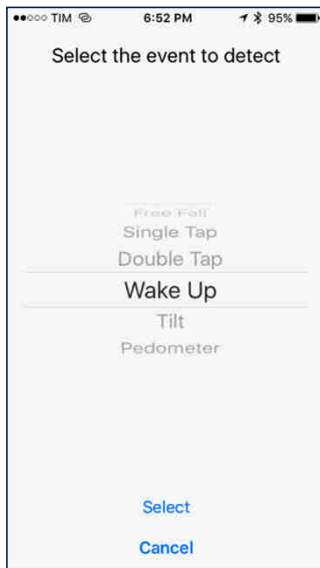 TIM 6:52 PM 95%
Select the event to detect
Free Fall
Single Tap
Double Tap
Wake Up
Tilt
Pedometer
Select
Cancel